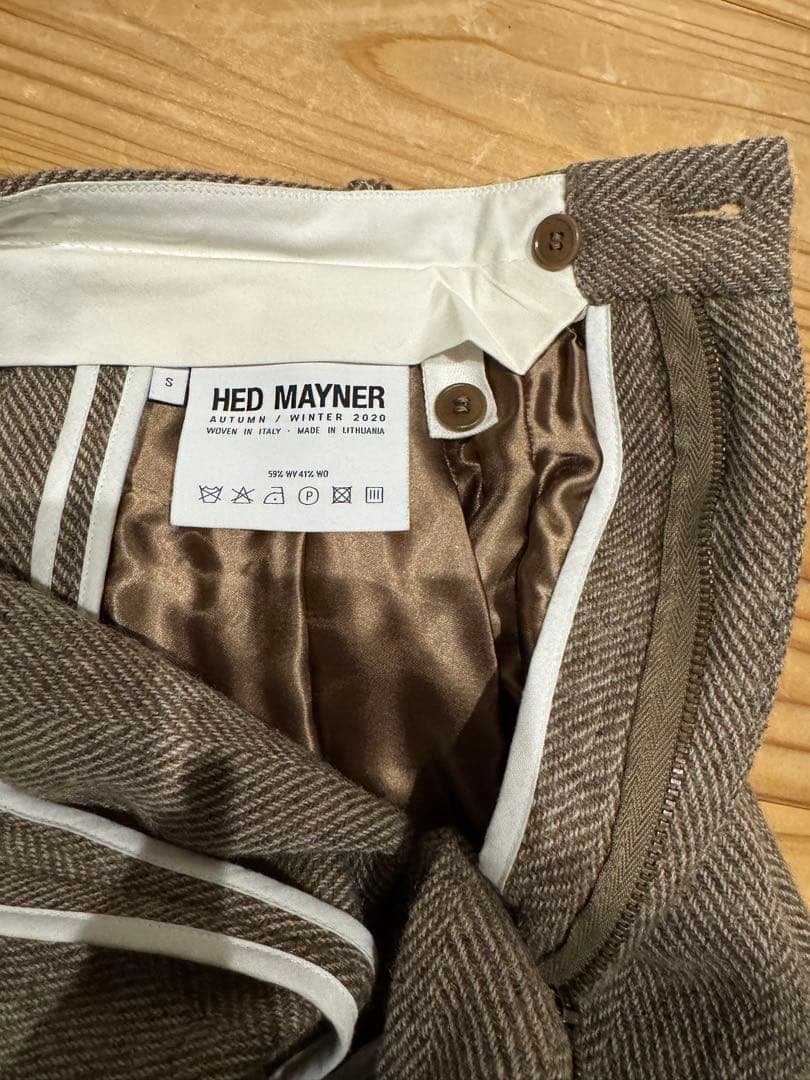 S
HED MAYNER
AUTUMN / WINTER 2020
WOVEN IN ITALY - MADE IN LITHUANIA
59% WV 41% WO
P